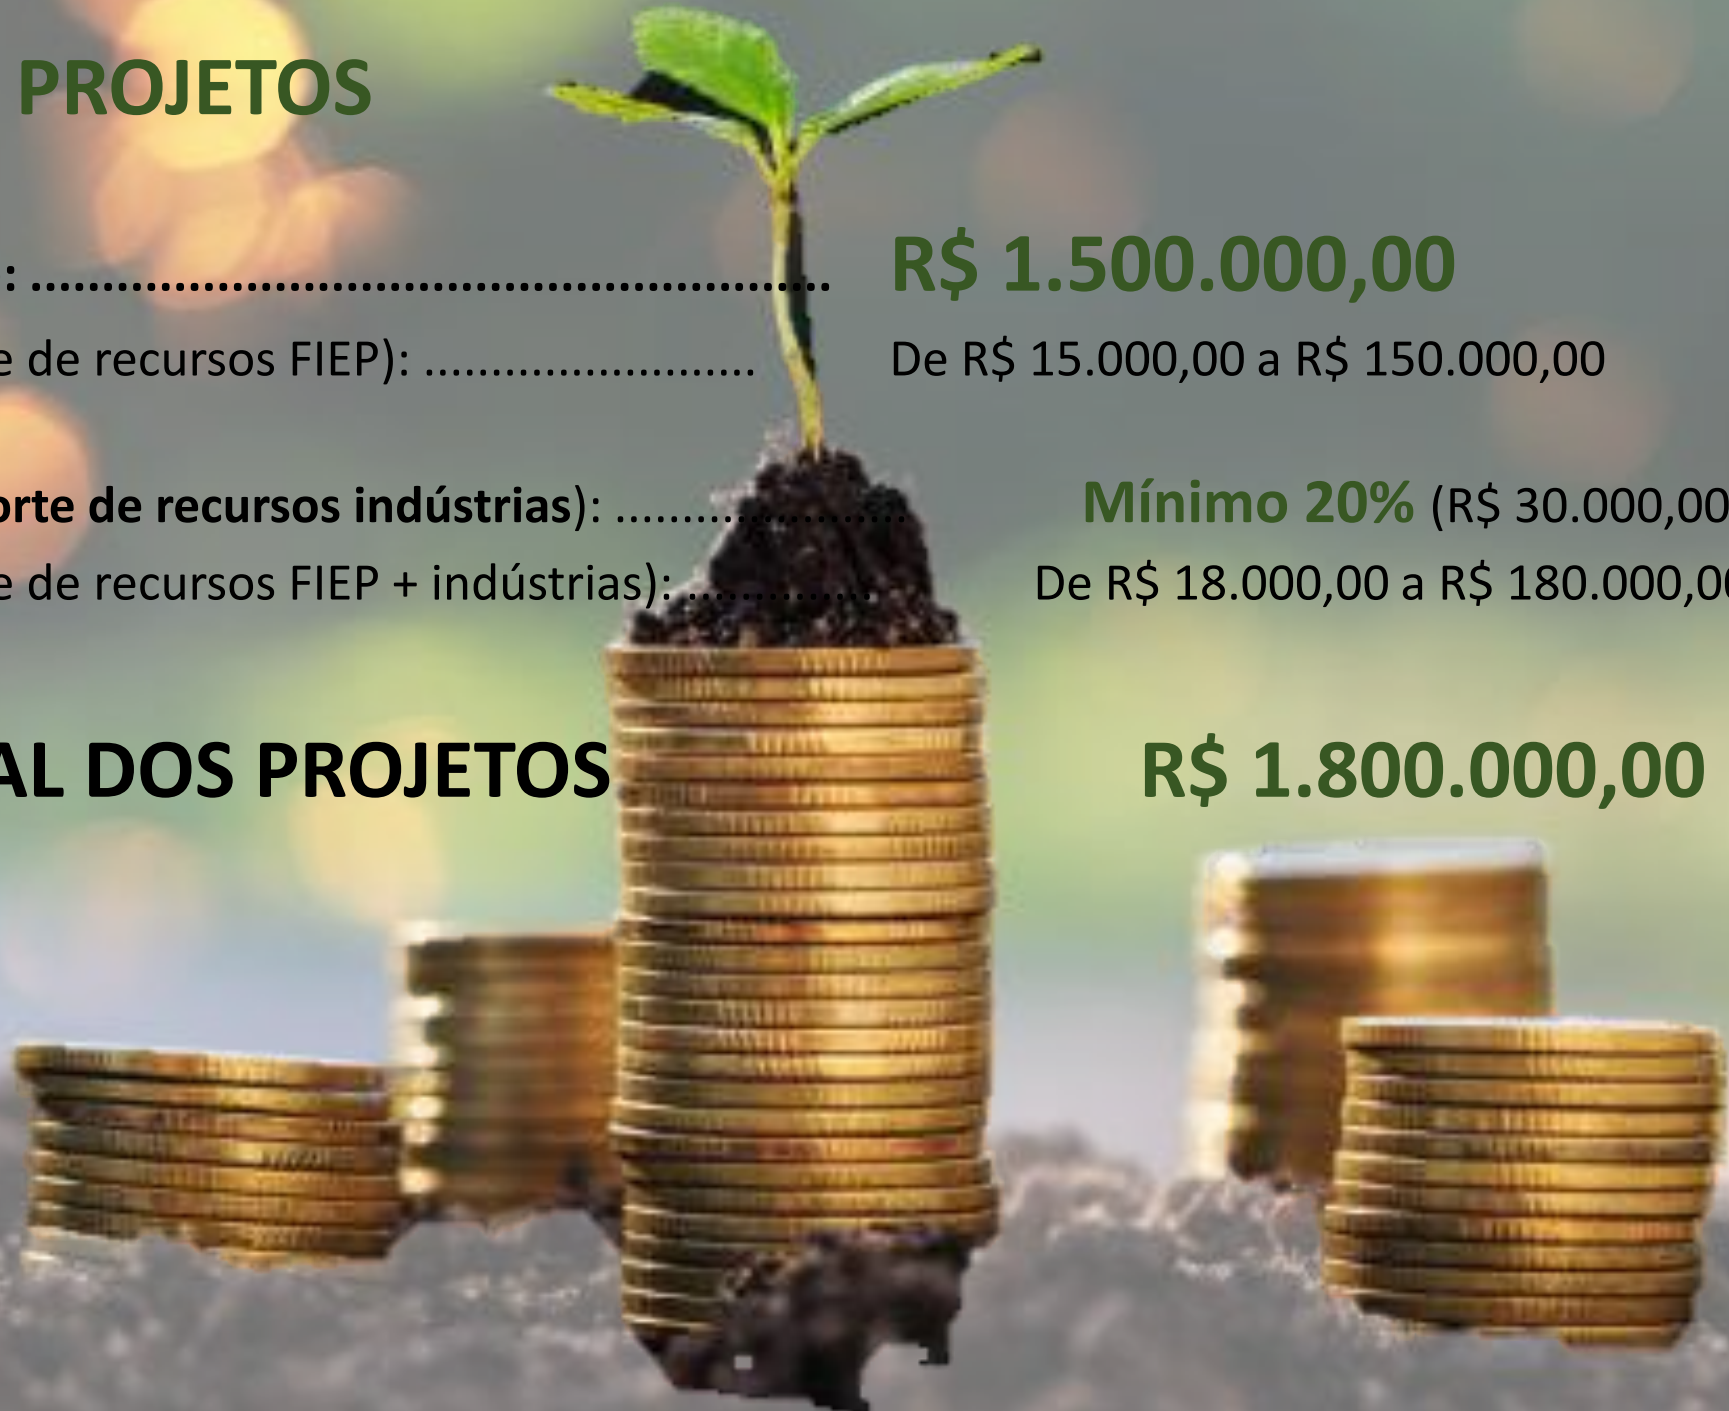 PROJETOS
: ........................................................ R$ 1.500.000,00
de recursos FIEP): ......................... De R$ 15.000,00 a R$ 150.000,00
de recursos indústrias): ...................... Mínimo 20% (R$ 30.000,00
de recursos FIEP + indústrias): .............. De R$ 18.000,00 a R$ 180.000,00
DOS PROJETOS R$ 1.800.000,00